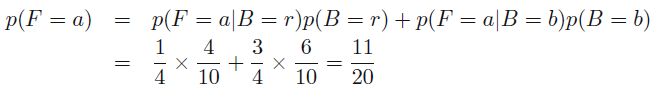 p(F = a) = p(F = a|B = r)p(B = r) + p(F = a|B = b)p(B = b)
= 1/4 × 4/10 + 3/4 × 6/10 = 11/20